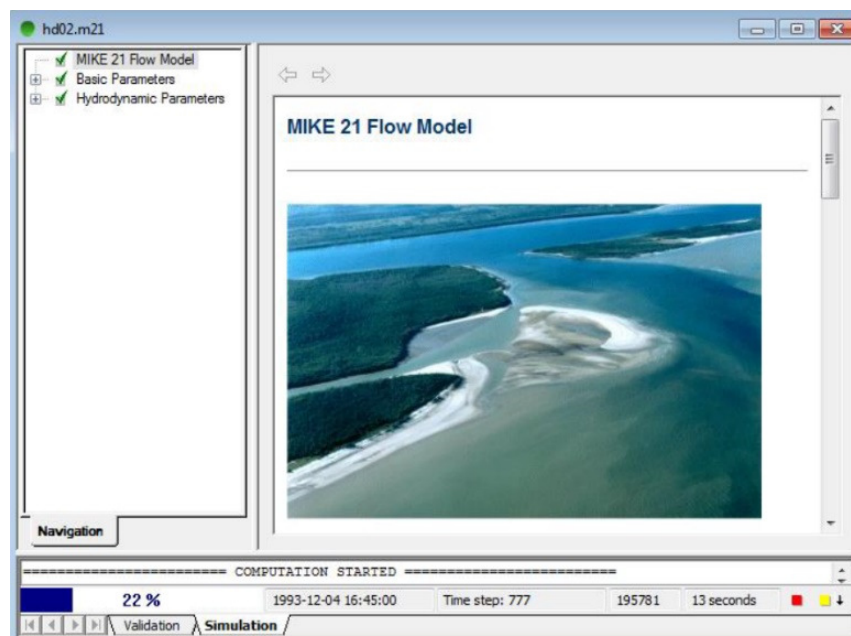 hd02.m21
MIKE 21 Flow Model
Basic Parameters
Hydrodynamic Parameters
MIKE 21 Flow Model
Navigation
======================== COMPUTATION STARTED =========================
22 %
1993-12-04 16:45:00
Time step: 777
195781
13 seconds
Validation
Simulation